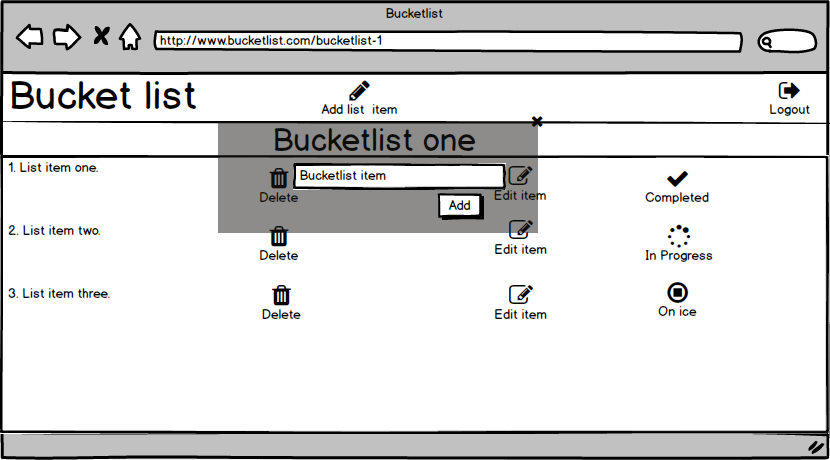 Bucketlist
http://www.bucketlist.com/bucketlist-1
Bucket list
Add list item
Logout
Bucketlist one
1. List item one.
Delete
Bucketlist item
Edit item
Completed
Add
2. List item two.
Delete
Edit item
In Progress
3. List item three.
Delete
Edit item
On ice